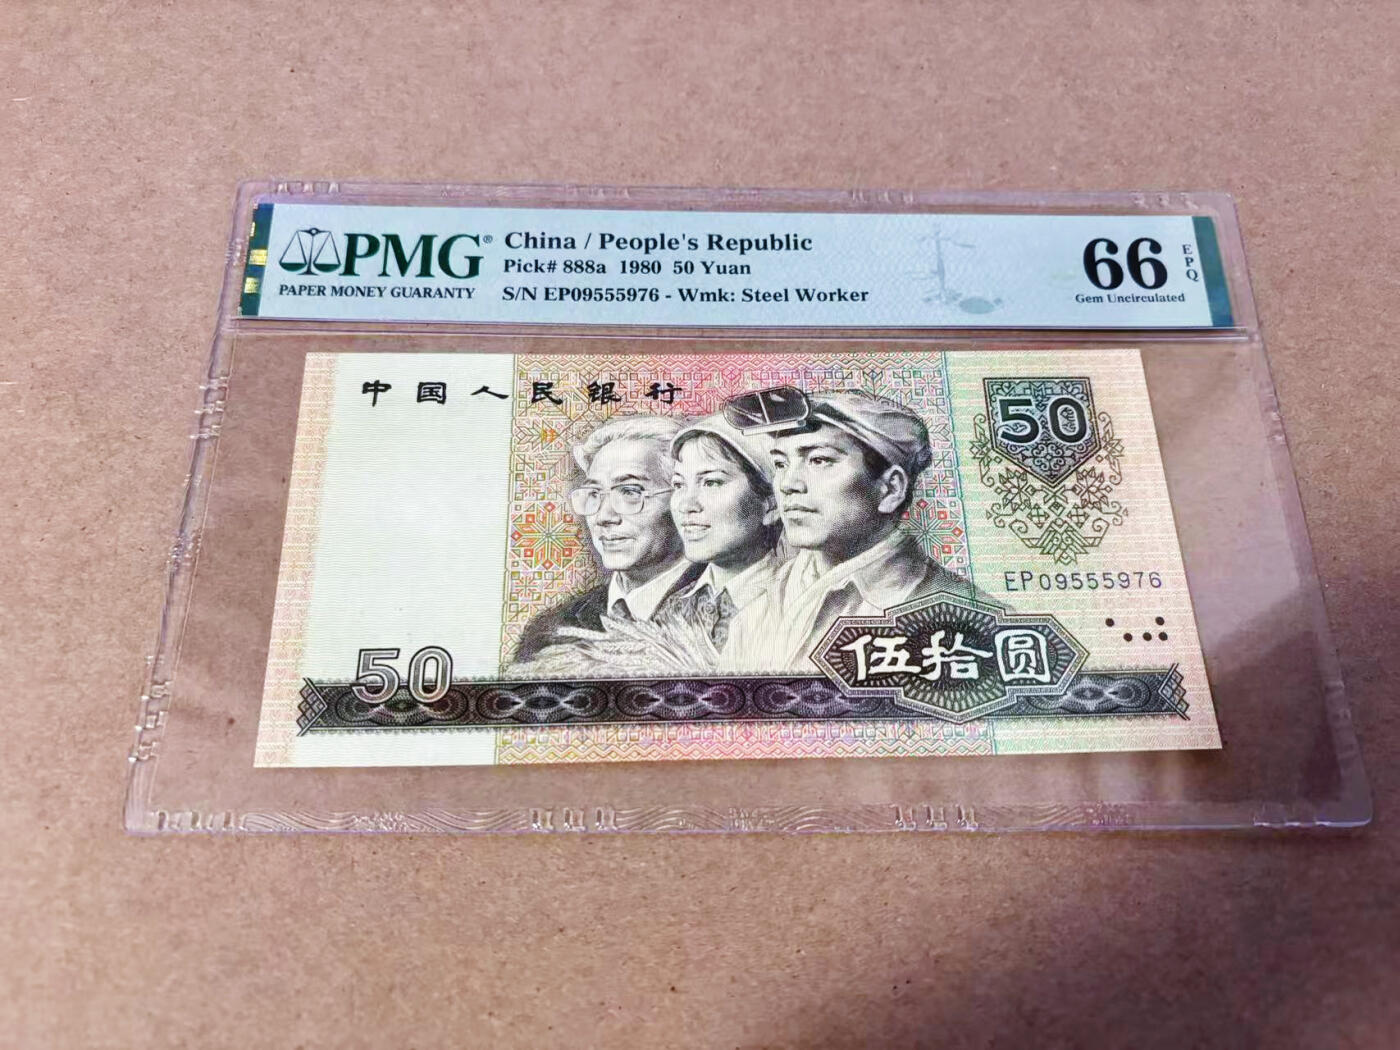 PMG®
PAPER MONEY GUARANTY
China / People's Republic
Pick# 888a 1980 50 Yuan
S/N EP09555976 - Wmk: Steel Worker
66
EPQ
Gem Uncirculated
中国人民银行
50
EP09555976
伍拾圆
50